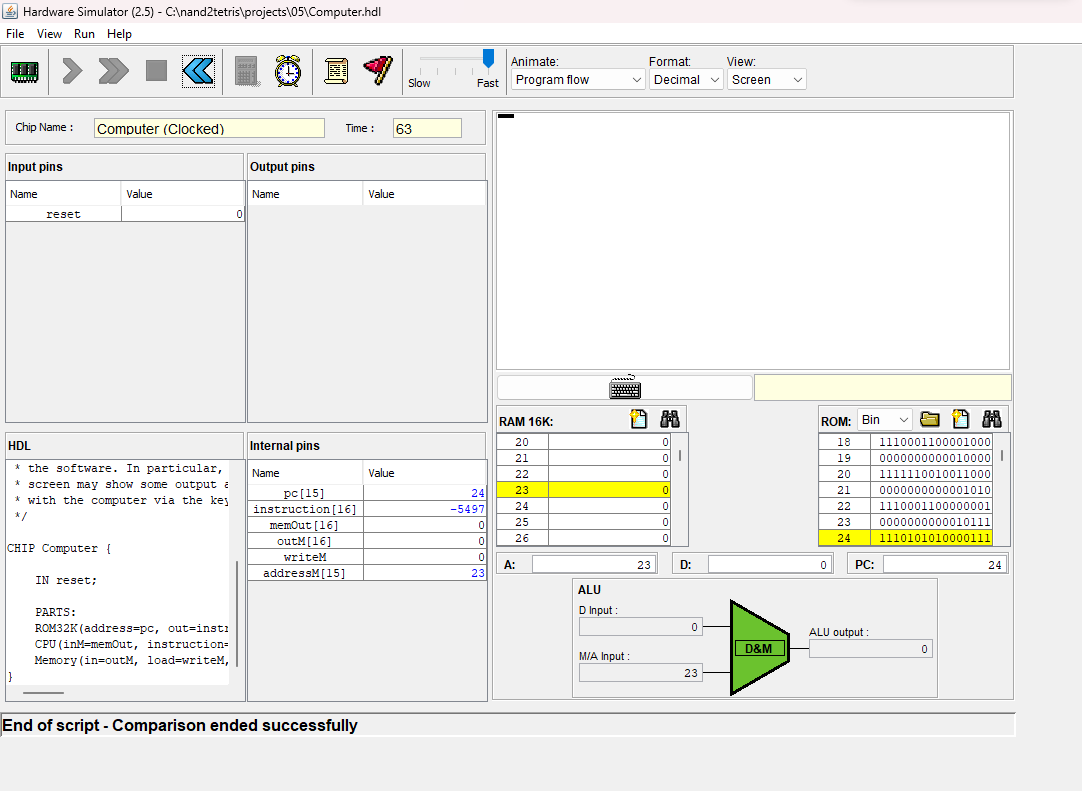 Hardware Simulator (2.5) - C:\nand2tetris\projects\05\Computer.hdl
File View Run Help
Slow Fast
Animate: Format: View:
Program flow Decimal Screen
Chip Name : Computer (Clocked) Time : 63
Input pins
Name Value
reset 0
Output pins
Name Value
HDL
* the software. In particular,
* screen may show some output a
* with the computer via the key
*/
CHIP Computer {
IN reset;
PARTS:
ROM32K(address=pc, out=instr
CPU(inM=memOut, instruction=
Memory(in=outM, load=writeM,
}
Internal pins
Name Value
pc[15] 24
instruction[16] -5497
memOut[16] 0
outM[16] 0
writeM 0
addressM[15] 23
RAM 16K:
20 0
21 0
22 0
23 0
24 0
25 0
26 0
ROM: Bin
18 1110001100001000
19 0000000000010000
20 1111110010011000
21 0000000000001010
22 1110001100000001
23 0000000000010111
24 1110101010000111
A: 23 D: 0 PC: 24
ALU
D Input :
0
M/A Input :
23
D&M
ALU output :
0
End of script - Comparison ended successfully